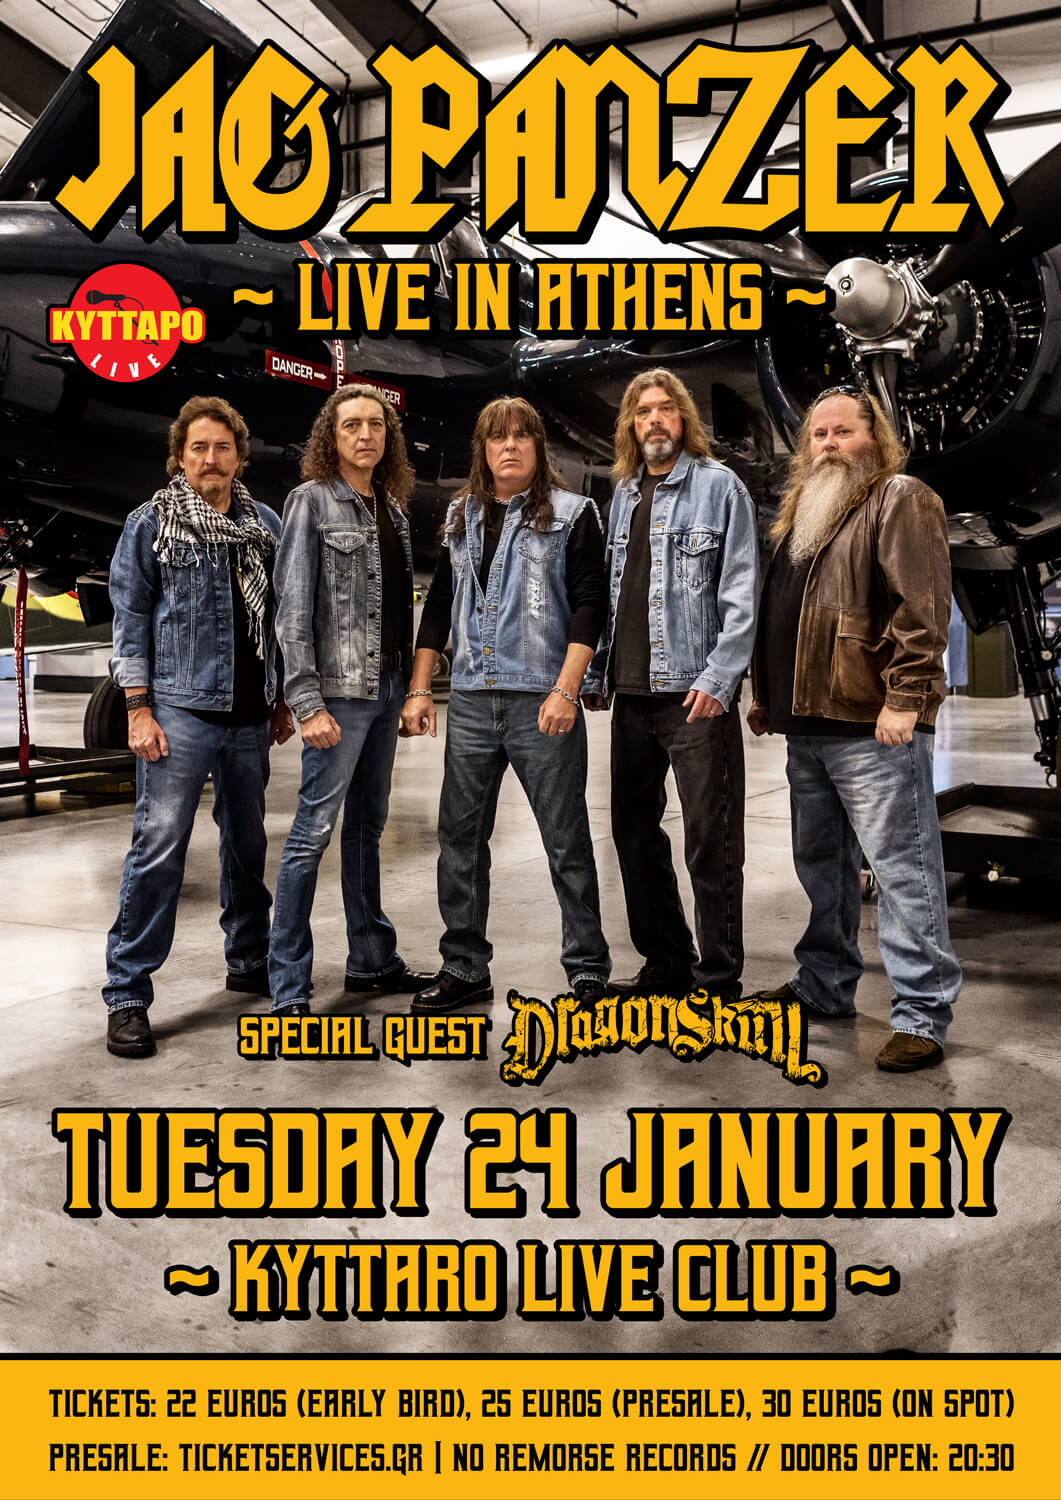 JAG PANZER
~ LIVE IN ATHENS ~
ΚΥΤΤΑΡΟ
LIVE
DANGER
DANGER
SPECIAL GUEST DragonSkull
TUESDAY 24 JANUARY
~ KYTTARO LIVE CLUB ~
TICKETS: 22 EUROS (EARLY BIRD), 25 EUROS (PRESALE), 30 EUROS (ON SPOT)
PRESALE: TICKETSERVICES.GR | NO REMORSE RECORDS // DOORS OPEN: 20:30